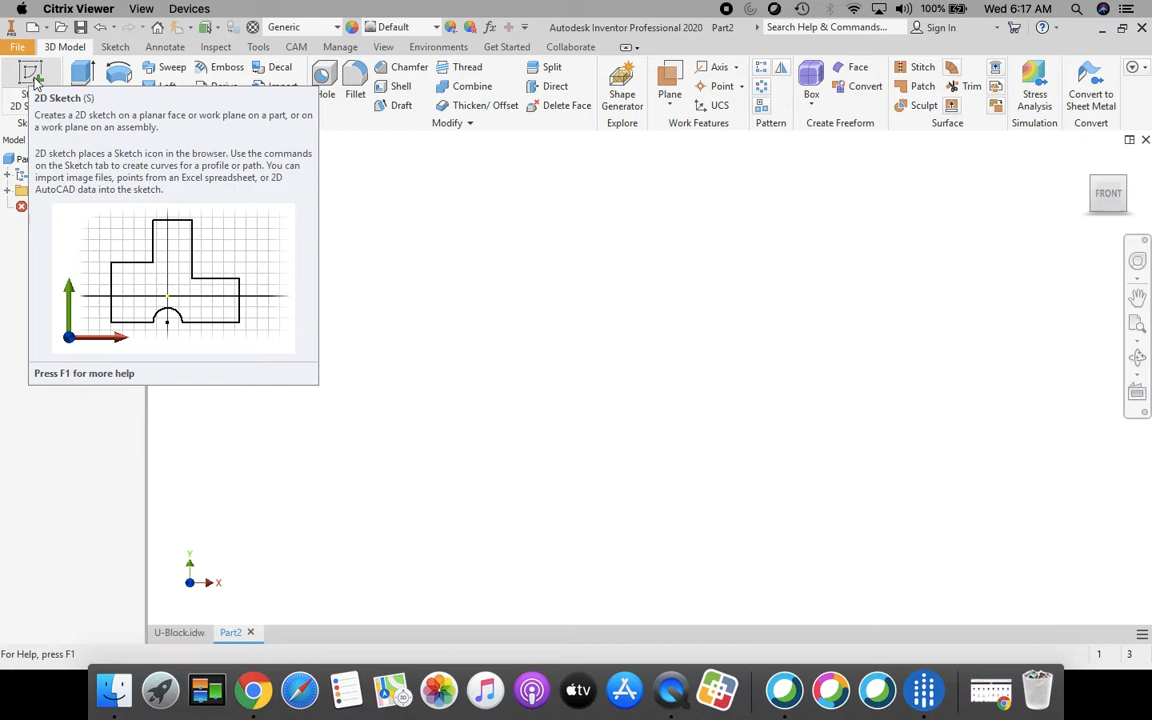 Citrix Viewer View Devices 100% Wed 6:17 AM
Generic Default Autodesk Inventor Professional 2020 Part2 Search Help & Commands... Sign In
File 3D Model Sketch Annotate Inspect Tools CAM Manage View Environments Get Started Collaborate
Sweep Emboss Decal Chamfer Thread Split Axis Face Stitch
Shell Combine Direct Point Convert Patch Trim
Hole Fillet Draft Thicken/ Offset Delete Face Shape Generator Plane UCS Box Sculpt Stress Analysis Convert to Sheet Metal
Modify Explore Work Features Pattern Create Freeform Surface Simulation Convert
2D Sketch (S)
Creates a 2D sketch on a planar face or work plane on a part, or on
a work plane on an assembly.
2D sketch places a Sketch icon in the browser. Use the commands
on the Sketch tab to create curves for a profile or path. You can
import image files, points from an Excel spreadsheet, or 2D
AutoCAD data into the sketch.
Press F1 for more help
Model
FRONT
Y
X
U-Block.idw Part2
For Help, press F1 1 3
tv